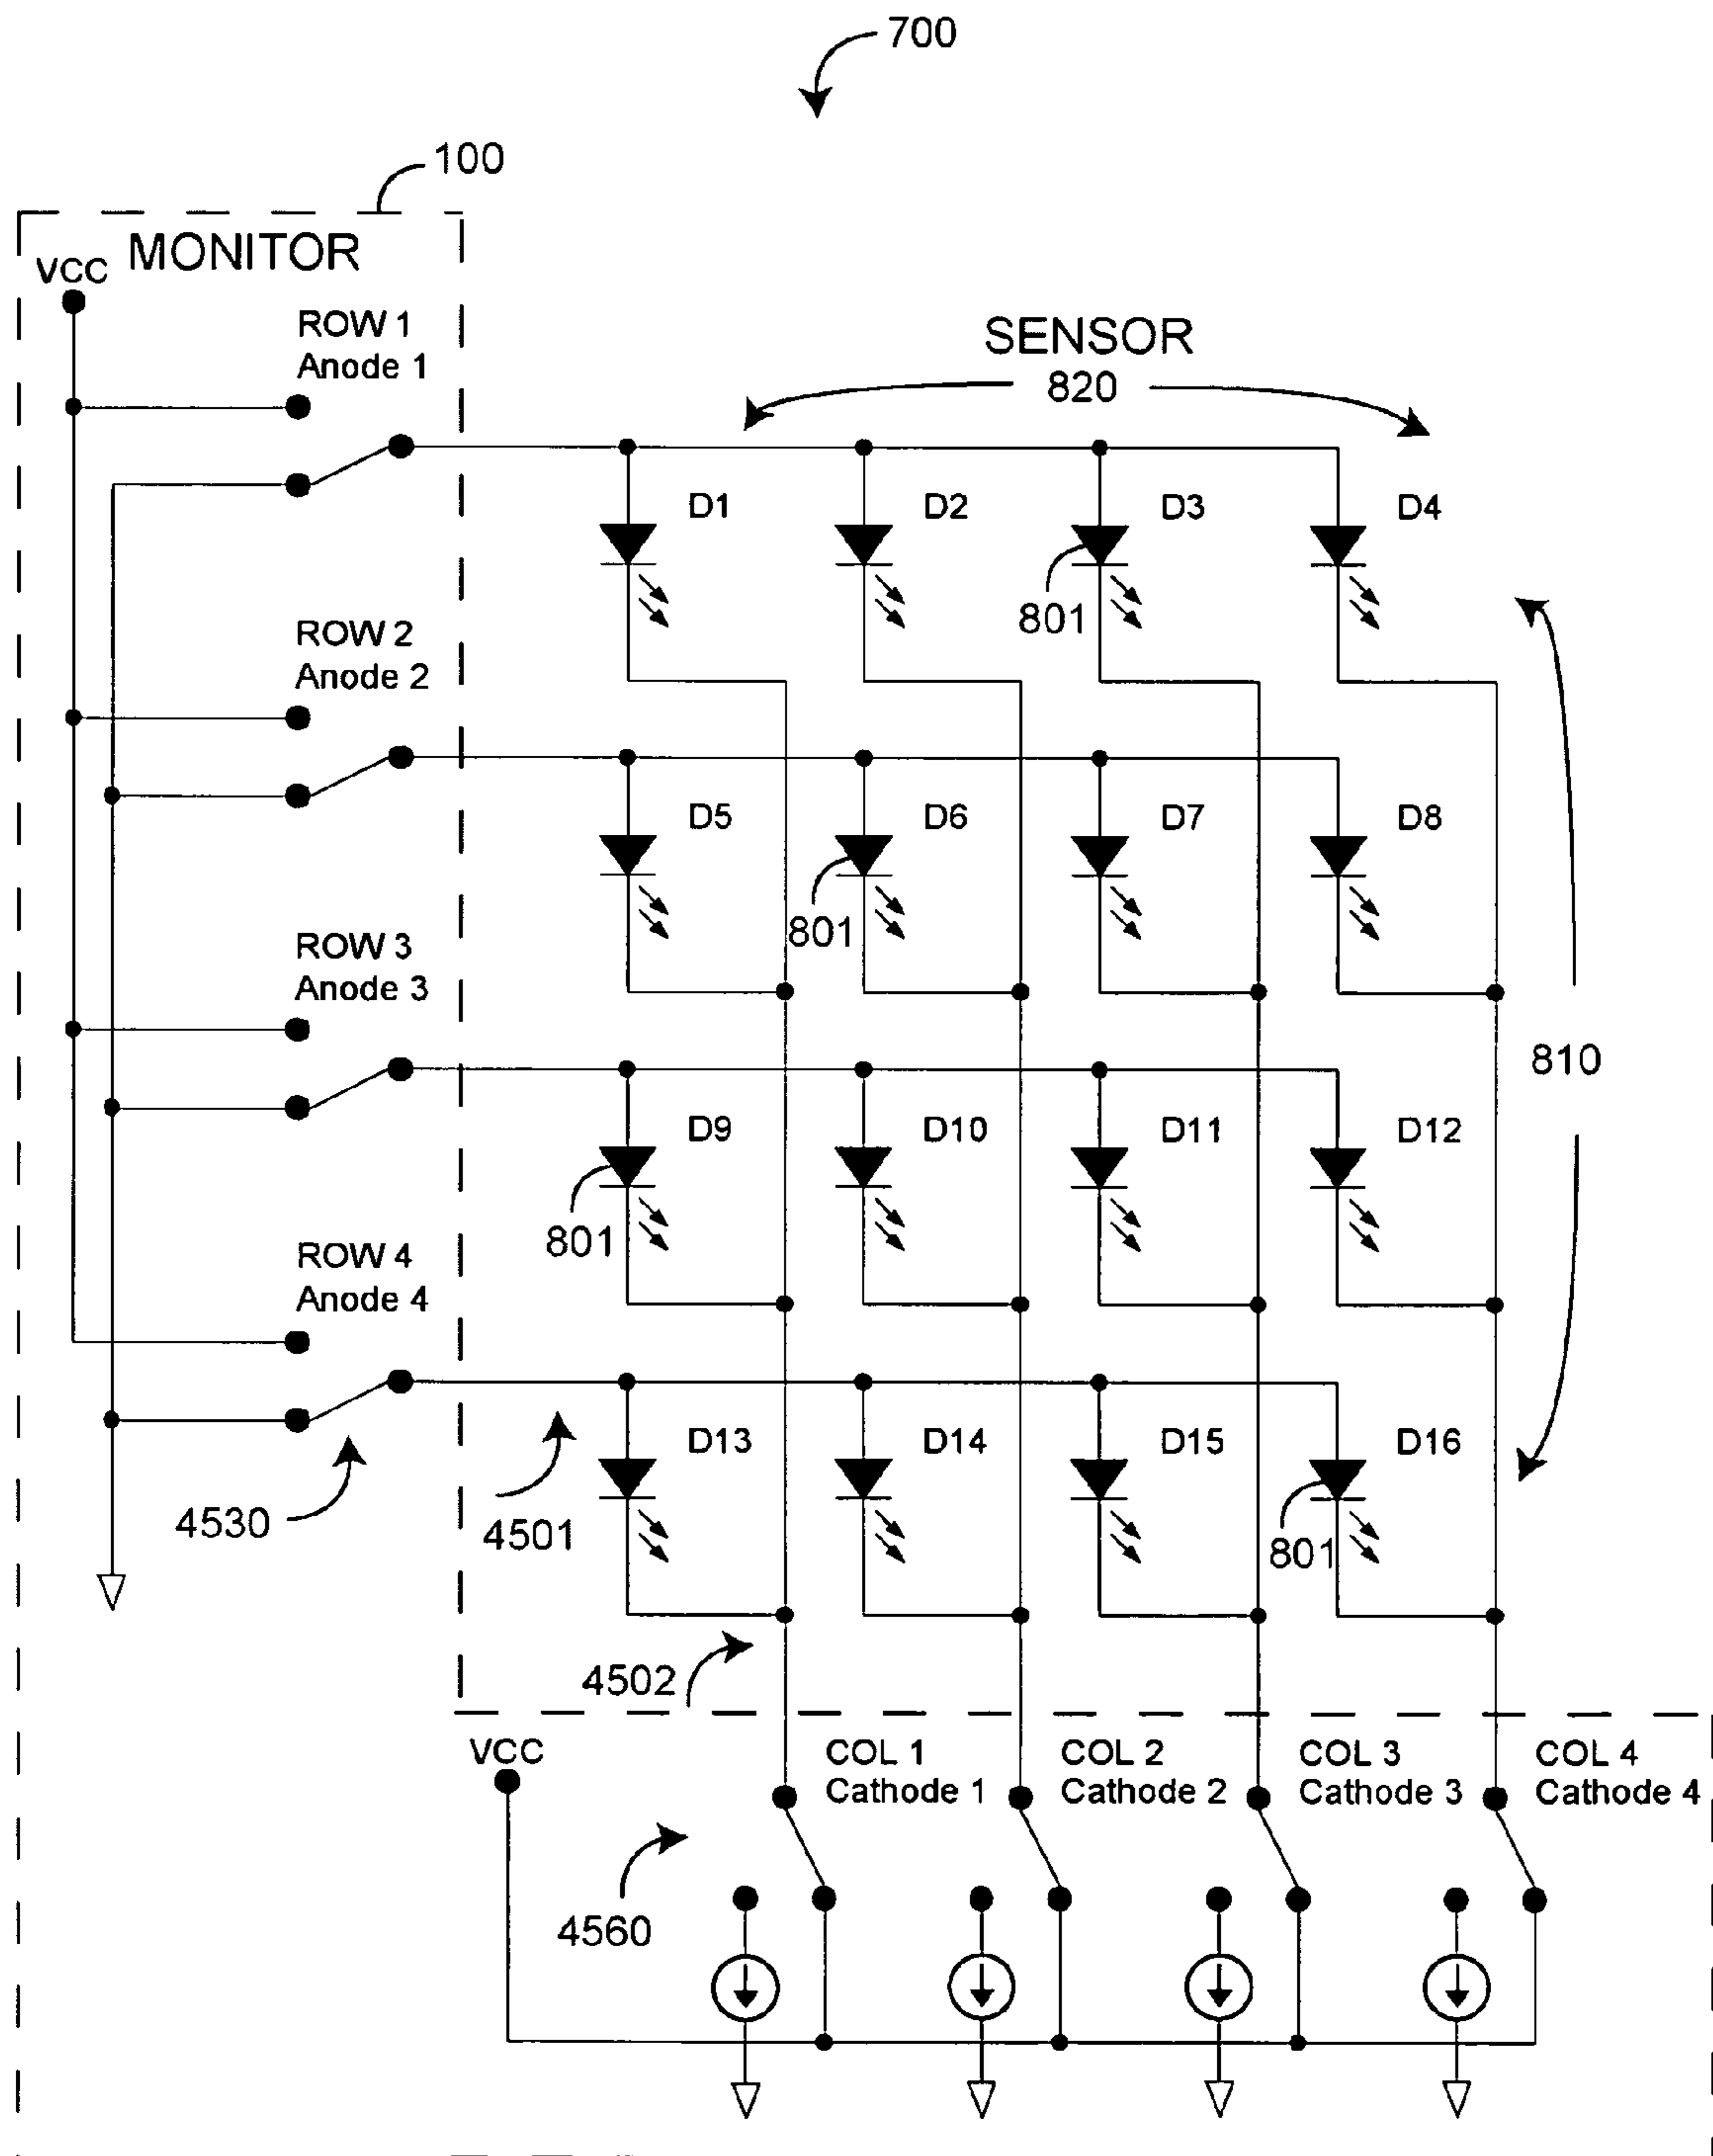 700
100
MONITOR
VCC
ROW 1
Anode 1
SENSOR
820
D1
D2
D3
D4
801
ROW 2
Anode 2
D5
D6
D7
D8
801
ROW 3
Anode 3
810
D9
D10
D11
D12
801
ROW 4
Anode 4
D13
D14
D15
D16
4530
4501
801
4502
VCC
COL 1
Cathode 1
COL 2
Cathode 2
COL 3
Cathode 3
COL 4
Cathode 4
4560